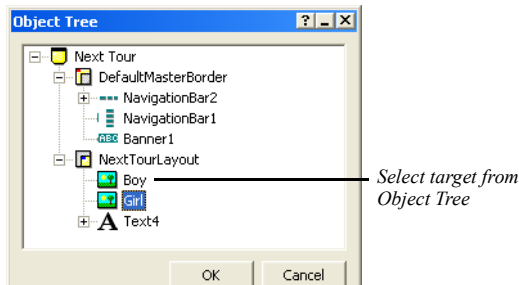 Object Tree
Next Tour
DefaultMasterBorder
NavigationBar2
NavigationBar1
ABC Banner1
NextTourLayout
Boy
Girl
A Text4
Select target from
Object Tree
OK Cancel